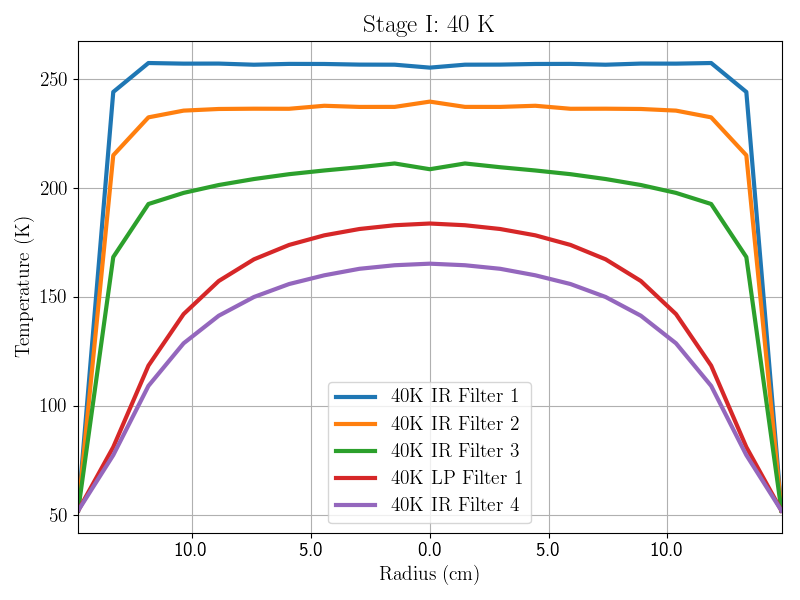 Stage I: 40 K
Temperature (K)
250
200
150
100
50
40K IR Filter 1
40K IR Filter 2
40K IR Filter 3
40K LP Filter 1
40K IR Filter 4
10.0 5.0 0.0 5.0 10.0
Radius (cm)